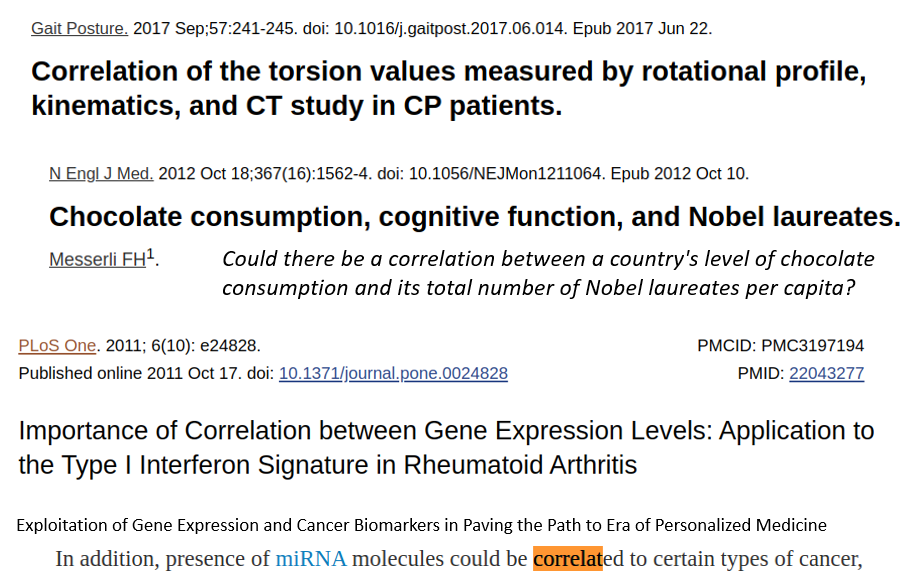 Gait Posture. 2017 Sep;57:241-245. doi: 10.1016/j.gaitpost.2017.06.014. Epub 2017 Jun 22.
Correlation of the torsion values measured by rotational profile,
kinematics, and CT study in CP patients.
N Engl J Med. 2012 Oct 18;367(16):1562-4. doi: 10.1056/NEJMon1211064. Epub 2012 Oct 10.
Chocolate consumption, cognitive function, and Nobel laureates.
Messerli FH1.
Could there be a correlation between a country's level of chocolate
consumption and its total number of Nobel laureates per capita?
PLoS One. 2011; 6(10): e24828.
PMCID: PMC3197194
Published online 2011 Oct 17. doi: 10.1371/journal.pone.0024828
PMID: 22043277
Importance of Correlation between Gene Expression Levels: Application to
the Type I Interferon Signature in Rheumatoid Arthritis
Exploitation of Gene Expression and Cancer Biomarkers in Paving the Path to Era of Personalized Medicine
In addition, presence of miRNA molecules could be correlated to certain types of cancer,